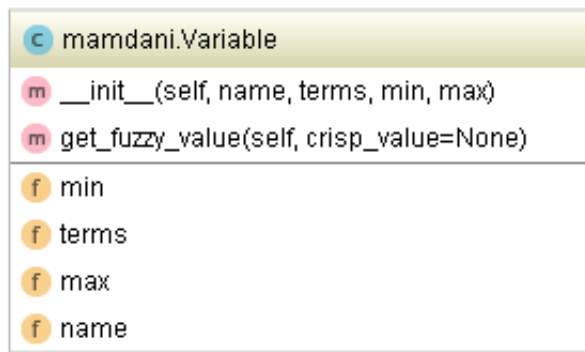 c mamdani.Variable
m __init__(self, name, terms, min, max)
m get_fuzzy_value(self, crisp_value=None)
f min
f terms
f max
f name